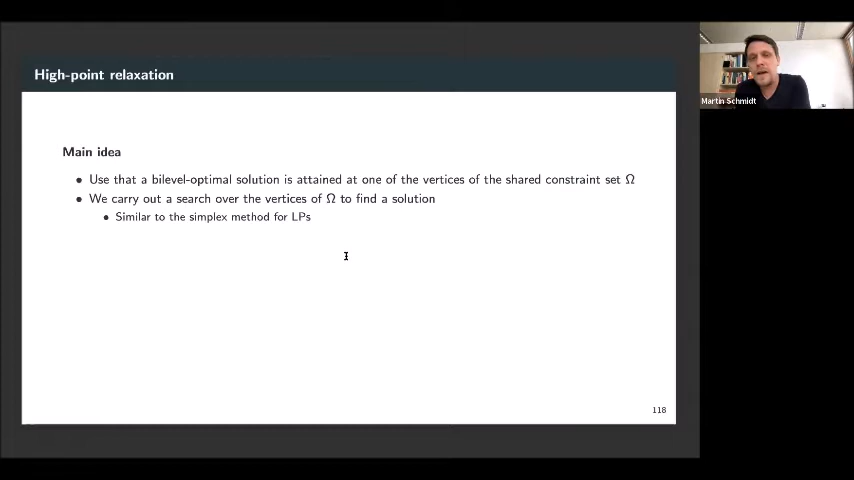 High-point relaxation
Martin Schmidt
Main idea
• Use that a bilevel-optimal solution is attained at one of the vertices of the shared constraint set Ω
• We carry out a search over the vertices of Ω to find a solution
• Similar to the simplex method for LPs
118